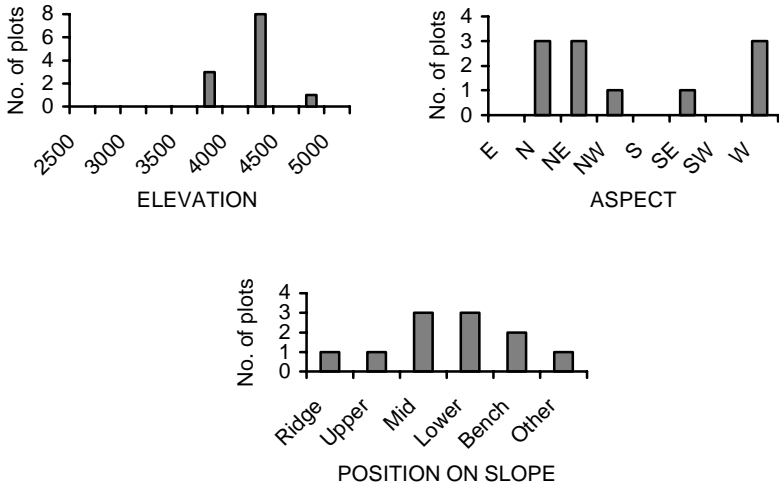 No. of plots
8
6
4
2
0
2500
3000
3500
4000
4500
5000
ELEVATION
No. of plots
4
3
2
1
0
E
N
NE
NW
S
SE
SW
W
ASPECT
No. of plots
4
3
2
1
0
Ridge
Upper
Mid
Lower
Bench
Other
POSITION ON SLOPE